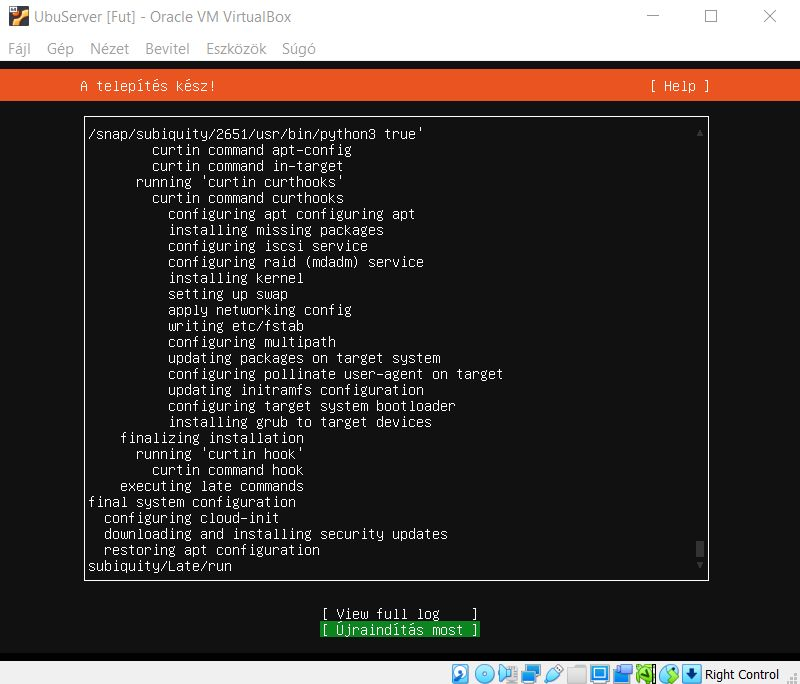 UbuServer [Fut] - Oracle VM VirtualBox
Fájl Gép Nézet Bevitel Eszközök Súgó
A telepítés kész! [ Help ]
/snap/subiquity/2651/usr/bin/python3 true'
curtin command apt-config
curtin command in-target
running 'curtin curthooks'
curtin command curthooks
configuring apt configuring apt
installing missing packages
configuring iscsi service
configuring raid (mdadm) service
installing kernel
setting up swap
apply networking config
writing etc/fstab
configuring multipath
updating packages on target system
configuring pollinate user-agent on target
updating initramfs configuration
configuring target system bootloader
installing grub to target devices
finalizing installation
running 'curtin hook'
curtin command hook
executing late commands
final system configuration
configuring cloud-init
downloading and installing security updates
restoring apt configuration
subiquity/Late/run
[ View full log ]
[ Újraindítás most ]
Right Control